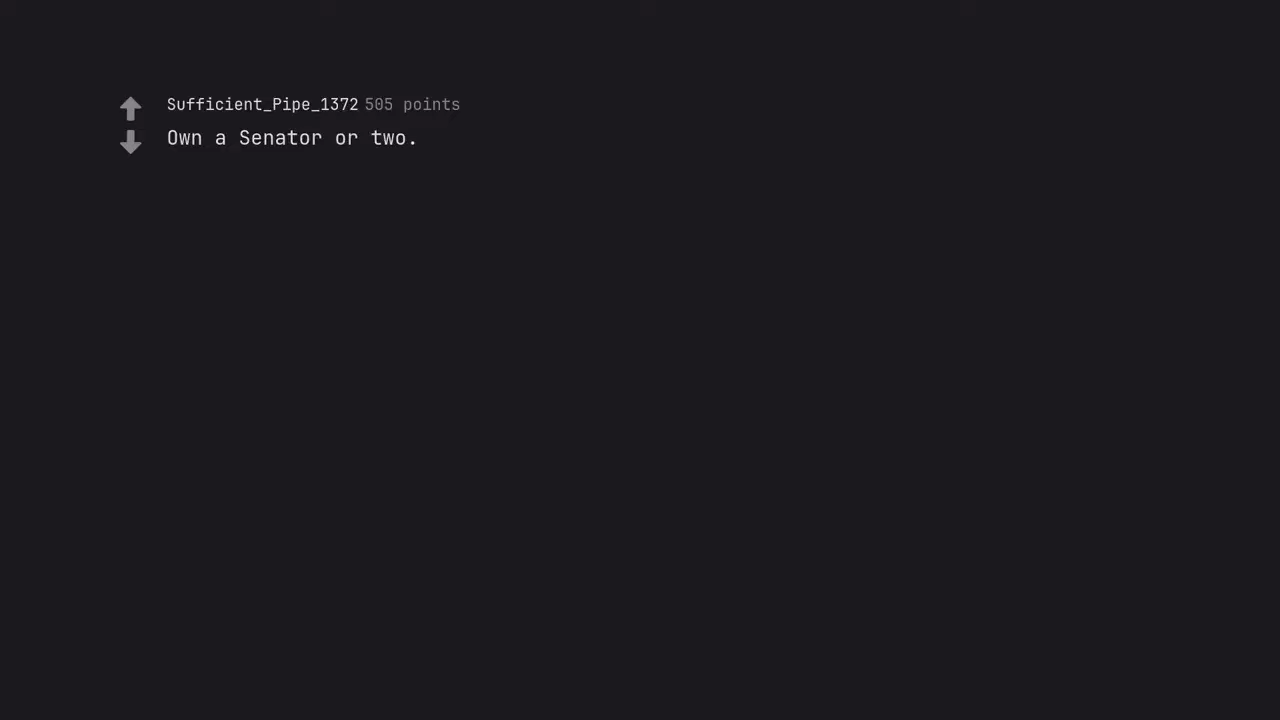 Sufficient_Pipe_1372 505 points
Own a Senator or two.